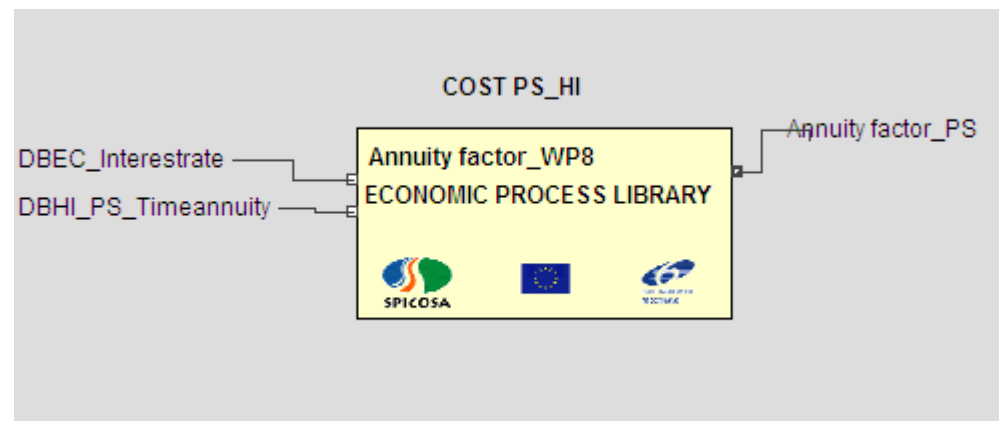 COST PS_HI
DBEC_Interestrate
DBHI_PS_Timeannuity
Annuity factor_WP8
ECONOMIC PROCESS LIBRARY
SPICOSA
Annuity factor_PS